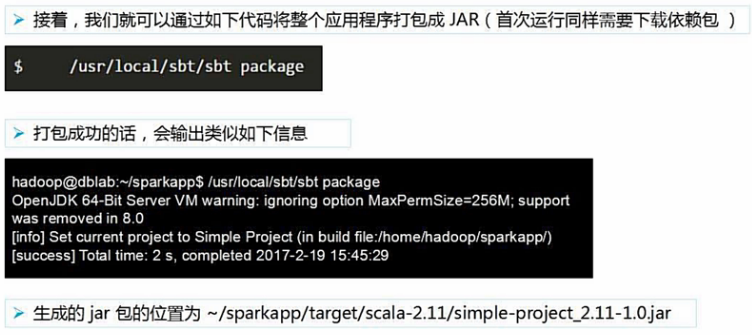 ➢ 接着，我们就可以通过如下代码将整个应用程序打包成 JAR（首次运行同样需要下载依赖包 ）
$ /usr/local/sbt/sbt package
➢ 打包成功的话，会输出类似如下信息
hadoop@dblab:~/sparkapp$ /usr/local/sbt/sbt package
OpenJDK 64-Bit Server VM warning: ignoring option MaxPermSize=256M; support
was removed in 8.0
[info] Set current project to Simple Project (in build file:/home/hadoop/sparkapp/)
[success] Total time: 2 s, completed 2017-2-19 15:45:29
➢ 生成的 jar 包的位置为 ~/sparkapp/target/scala-2.11/simple-project_2.11-1.0.jar